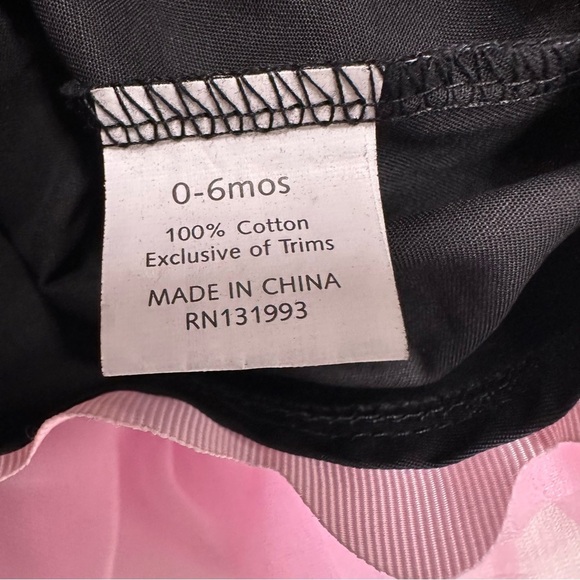 0-6mos
100% Cotton
Exclusive of Trims
MADE IN CHINA
RN131993